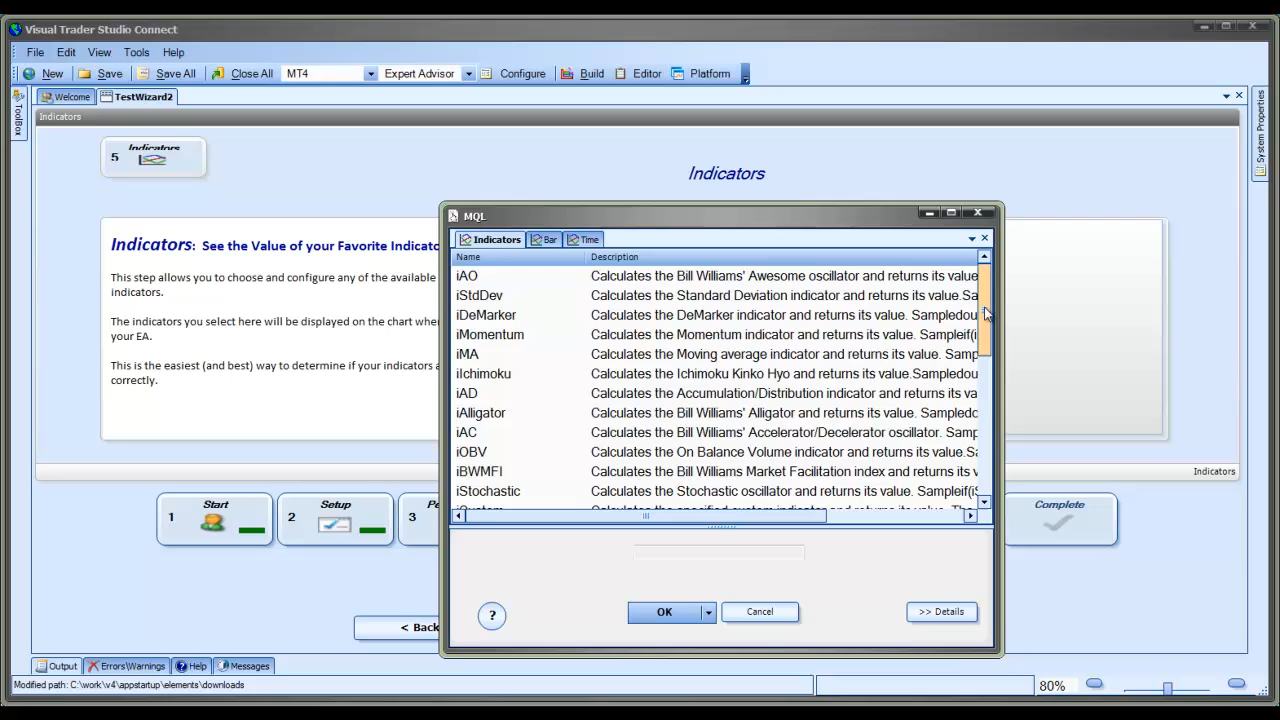 Visual Trader Studio Connect
File Edit View Tools Help
New Save Save All Close All MT4 Expert Advisor Configure Build Editor Platform
ToolBox
Welcome TestWizard2
System Properties
Indicators
5 Indicators
Indicators
Indicators: See the Value of your Favorite Indicato
This step allows you to choose and configure any of the available
indicators.
The indicators you select here will be displayed on the chart whe
your EA.
This is the easiest (and best) way to determine if your indicators a
correctly.
MQL
Indicators Bar Time
Name Description
iAO Calculates the Bill Williams' Awesome oscillator and returns its value
iStdDev Calculates the Standard Deviation indicator and returns its value.Sa
iDeMarker Calculates the DeMarker indicator and returns its value. Sampledou
iMomentum Calculates the Momentum indicator and returns its value. Sampleif(i
iMA Calculates the Moving average indicator and returns its value. Samp
iIchimoku Calculates the Ichimoku Kinko Hyo and returns its value.Sampledou
iAD Calculates the Accumulation/Distribution indicator and returns its va
iAlligator Calculates the Bill Williams' Alligator and returns its value. Sampledo
iAC Calculates the Bill Williams' Accelerator/Decelerator oscillator. Samp
iOBV Calculates the On Balance Volume indicator and returns its value.Sa
iBWMFI Calculates the Bill Williams Market Facilitation index and returns its v
iStochastic Calculates the Stochastic oscillator and returns its value. Sampleif(iS
? OK Cancel >> Details
Indicators
1 Start
2 Setup
3 Pe
Complete
< Back
Output Errors\Warnings Help Messages
Modified path: C:\work\v4\appstartup\elements\downloads
80%